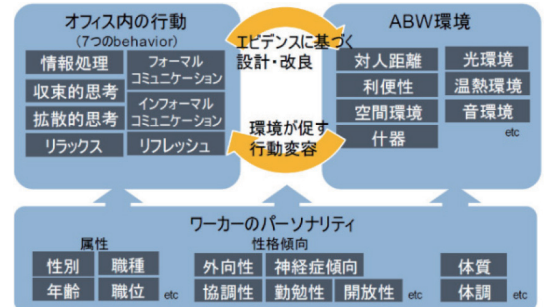 オフィス内の行動
(7つのbehavior)
情報処理
フォーマル
コミュニケーション
収束的思考
拡散的思考
インフォーマル
コミュニケーション
リラックス
リフレッシュ
エビデンスに基づく
設計・改良
環境が促す
行動変容
ABW環境
対人距離
光環境
利便性
温熱環境
空間環境
音環境
什器
etc
ワーカーのパーソナリティ
属性
性別
職種
年齢
職位
etc
性格傾向
外向性
神経症傾向
協調性
勤勉性
開放性
etc
体質
体調
etc